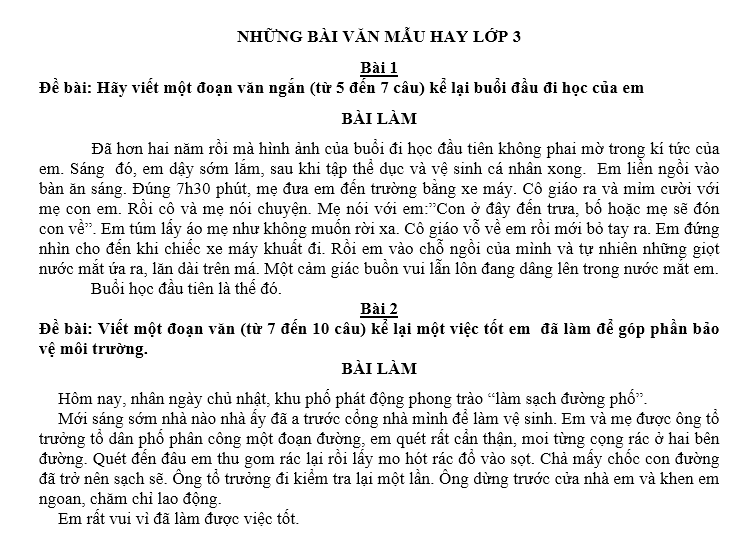 NHỮNG BÀI VĂN MẪU HAY LỚP 3
Bài 1
Đề bài: Hãy viết một đoạn văn ngắn (từ 5 đến 7 câu) kể lại buổi đầu đi học của em
BÀI LÀM
Đã hơn hai năm rồi mà hình ảnh của buổi đi học đầu tiên không phai mờ trong kí tức của
em. Sáng đó, em dậy sớm lắm, sau khi tập thể dục và vệ sinh cá nhân xong. Em liền ngồi vào
bàn ăn sáng. Đúng 7h30 phút, mẹ đưa em đến trường bằng xe máy. Cô giáo ra và mỉm cười với
mẹ con em. Rồi cô và mẹ nói chuyện. Mẹ nói với em:”Con ở đây đến trưa, bố hoặc mẹ sẽ đón
con về”. Em túm lấy áo mẹ như không muốn rời xa. Cô giáo vỗ về em rồi mới bỏ tay ra. Em đứng
nhìn cho đến khi chiếc xe máy khuất đi. Rồi em vào chỗ ngồi của mình và tự nhiên những giọt
nước mắt ứa ra, lăn dài trên má. Một cảm giác buồn vui lẫn lôn đang dâng lên trong nước mắt em.
Buổi học đầu tiên là thế đó.
Bài 2
Đề bài: Viết một đoạn văn (từ 7 đến 10 câu) kể lại một việc tốt em đã làm để góp phần bảo
vệ môi trường.
BÀI LÀM
Hôm nay, nhân ngày chủ nhật, khu phố phát động phong trào “làm sạch đường phố”.
Mới sáng sớm nhà nào nhà ấy đã a trước cổng nhà mình để làm vệ sinh. Em và mẹ được ông tổ
trưởng tổ dân phố phân công một đoạn đường, em quét rất cẩn thận, moi từng cọng rác ở hai bên
đường. Quét đến đâu em thu gom rác lại rồi lấy mo hót rác đổ vào sọt. Chả mấy chốc con đường
đã trở nên sạch sẽ. Ông tổ trưởng đi kiểm tra lại một lần. Ông dừng trước cửa nhà em và khen em
ngoan, chăm chỉ lao động.
Em rất vui vì đã làm được việc tốt.